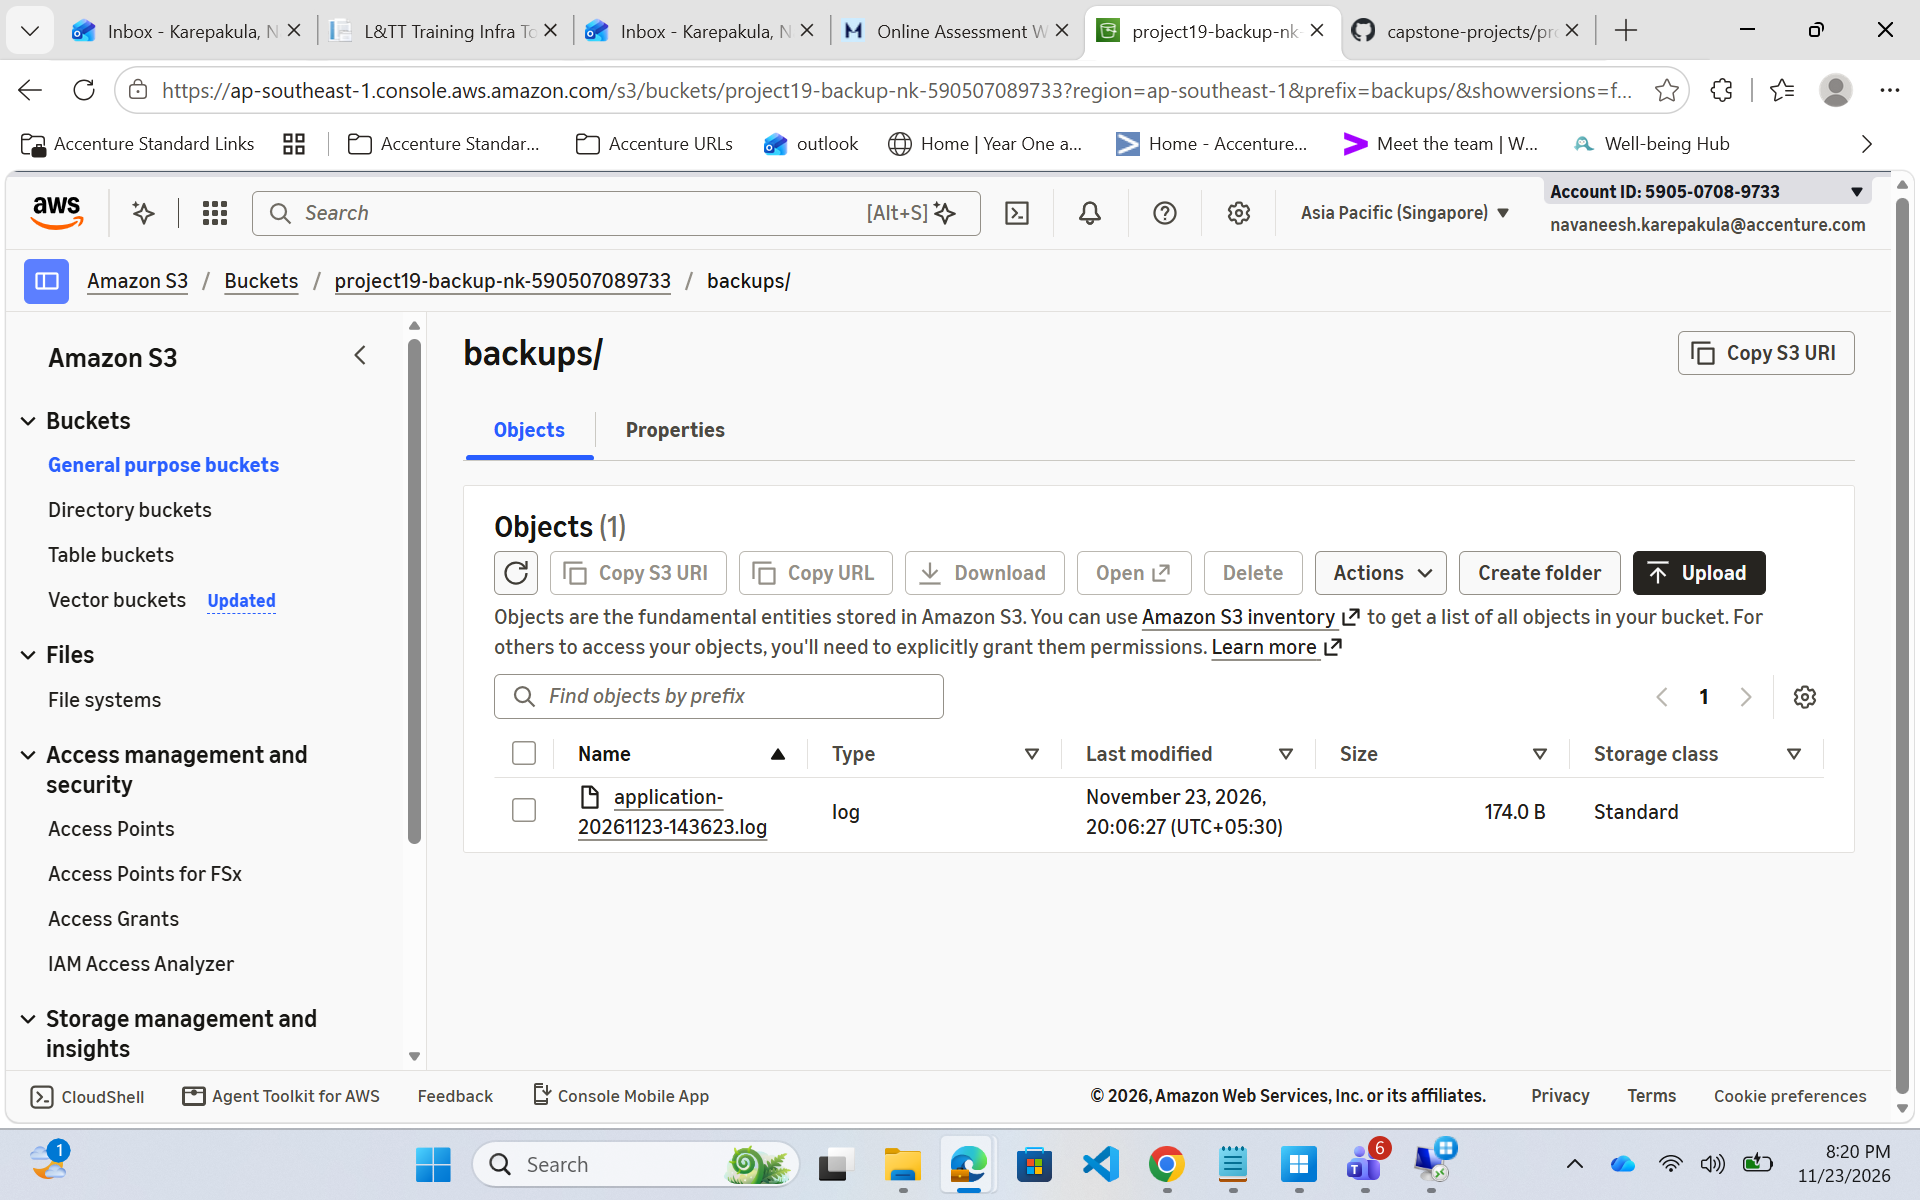 Inbox - Karepakula, N
L&TT Training Infra To
Inbox - Karepakula, N
Online Assessment W
project19-backup-nk-
capstone-projects/pro
https://ap-southeast-1.console.aws.amazon.com/s3/buckets/project19-backup-nk-590507089733?region=ap-southeast-1&prefix=backups/&showversions=f...
Accenture Standard Links
Accenture Standar...
Accenture URLs
outlook
Home | Year One a...
Home - Accenture...
Meet the team | W...
Well-being Hub
aws
Search
[Alt+S]
Asia Pacific (Singapore)
Account ID: 5905-0708-9733
navaneesh.karepakula@accenture.com
Amazon S3 / Buckets / project19-backup-nk-590507089733 / backups/
Amazon S3
Buckets
General purpose buckets
Directory buckets
Table buckets
Vector buckets Updated
Files
File systems
Access management and
security
Access Points
Access Points for FSx
Access Grants
IAM Access Analyzer
Storage management and
insights
backups/
Copy S3 URI
Objects
Properties
Objects (1)
Copy S3 URI
Copy URL
Download
Open
Delete
Actions
Create folder
Upload
Objects are the fundamental entities stored in Amazon S3. You can use Amazon S3 inventory to get a list of all objects in your bucket. For
others to access your objects, you'll need to explicitly grant them permissions. Learn more
Find objects by prefix
1
Name
Type
Last modified
Size
Storage class
application-
20261123-143623.log
log
November 23, 2026,
20:06:27 (UTC+05:30)
174.0 B
Standard
CloudShell
Agent Toolkit for AWS
Feedback
Console Mobile App
© 2026, Amazon Web Services, Inc. or its affiliates.
Privacy
Terms
Cookie preferences
1
Search
6
8:20 PM
11/23/2026